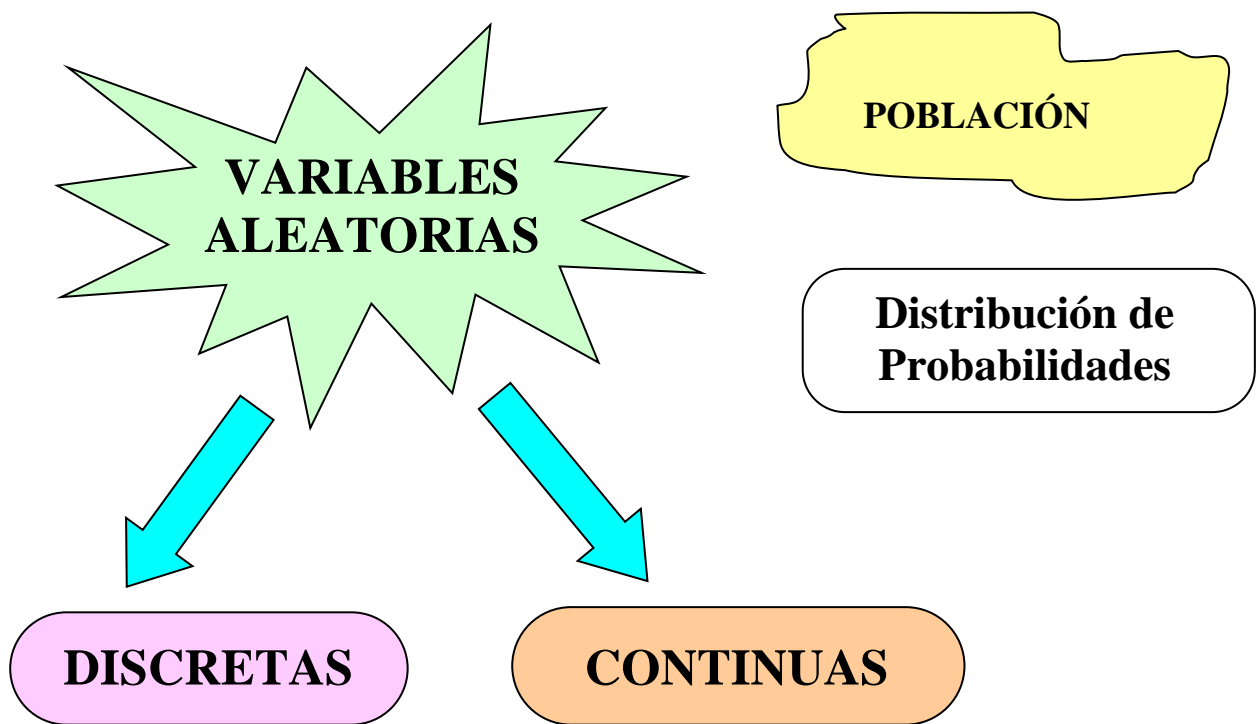 VARIABLES
ALEATORIAS
POBLACIÓN
Distribución de
Probabilidades
DISCRETAS
CONTINUAS